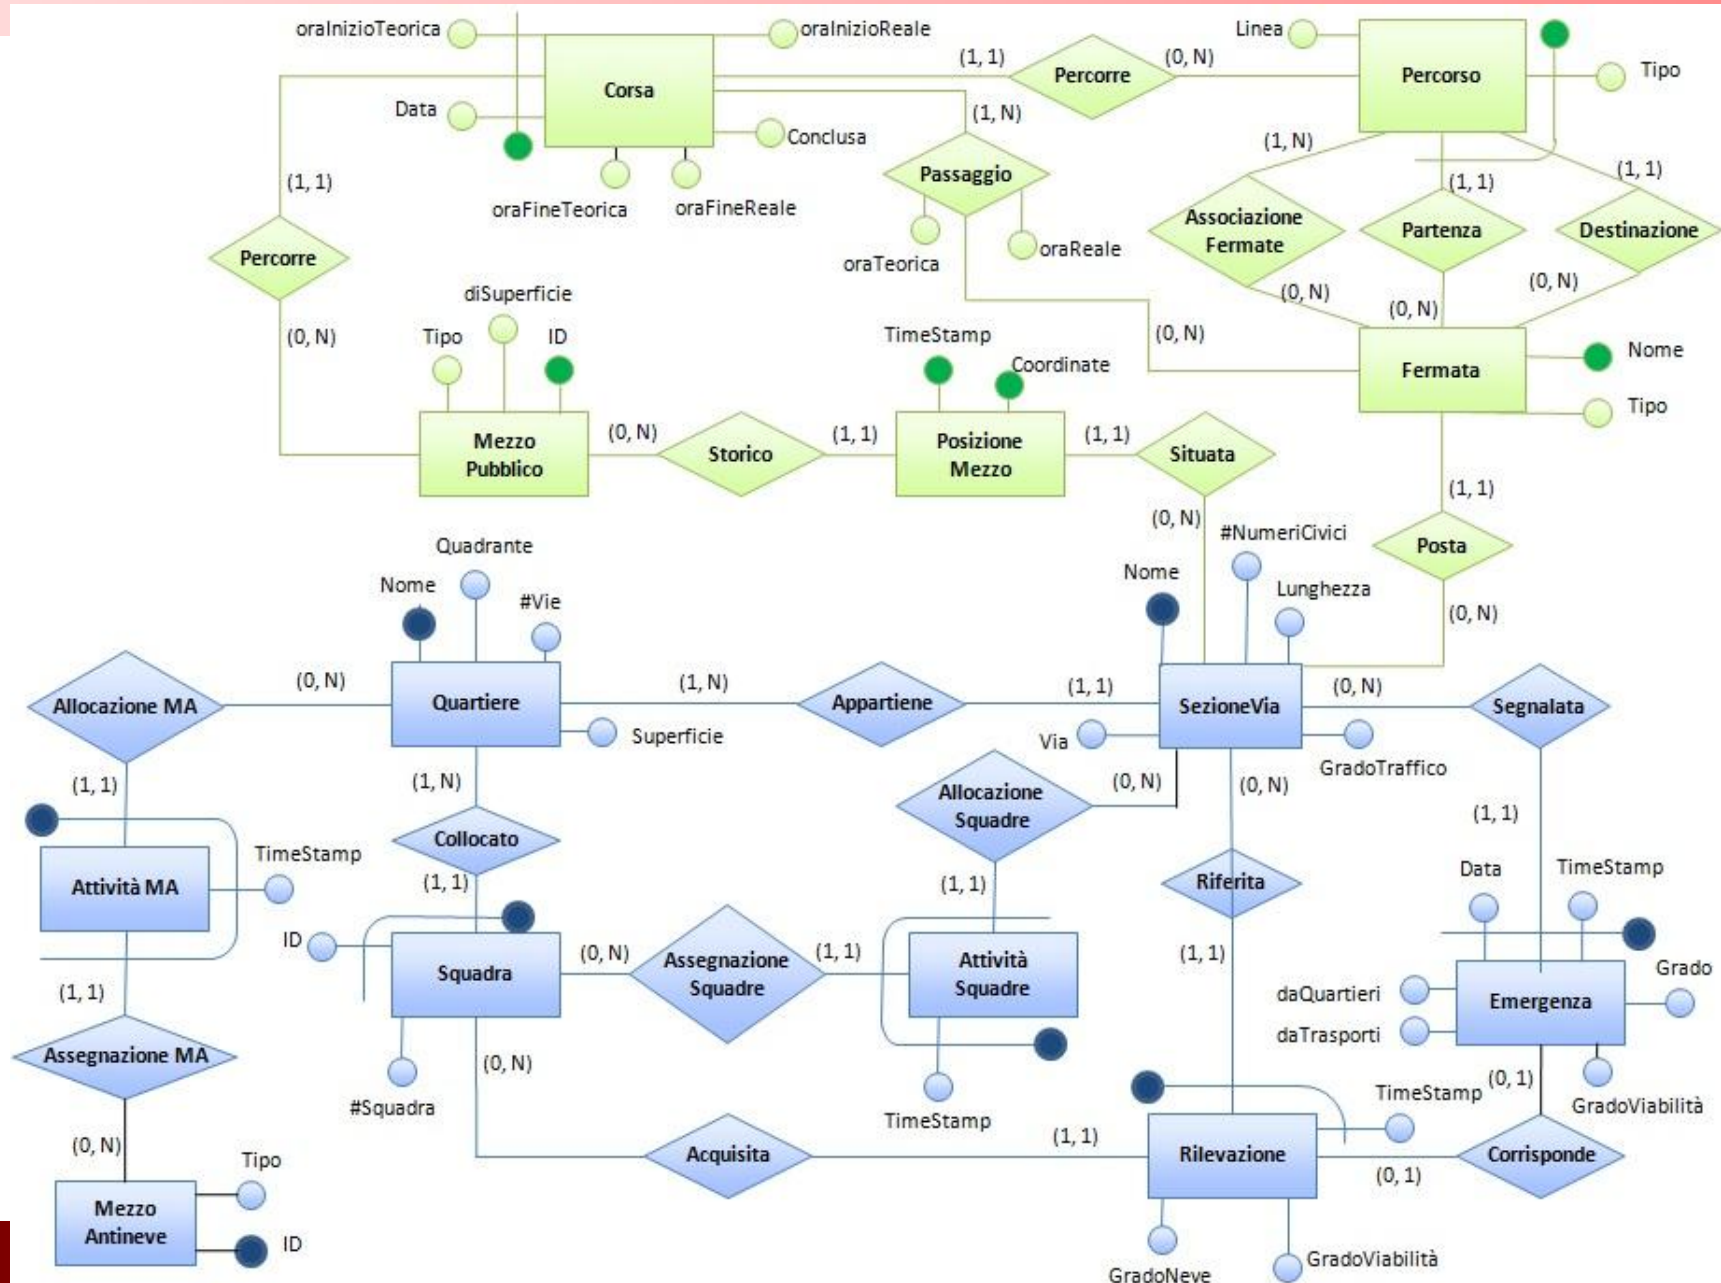 oraInizioTeorica
oraInizioReale
Linea
Corsa
(1, 1)
Percorre
(0, N)
Percorso
Tipo
Data
Conclusa
(1, N)
(1, N)
oraFineTeorica
oraFineReale
Passaggio
(1, 1)
(1, 1)
(1, 1)
Associazione
Fermate
Partenza
Destinazione
Percorre
oraTeorica
oraReale
diSuperficie
(0, N)
(0, N)
(0, N)
(0, N)
Tipo
ID
TimeStamp
Coordinate
(0, N)
Fermata
Nome
Tipo
Mezzo
Pubblico
(0, N)
Storico
(1, 1)
Posizione
Mezzo
(1, 1)
Situata
(1, 1)
(0, N)
Posta
Quadrante
#NumeriCivici
Nome
#Vie
Nome
Lunghezza
(0, N)
Allocazione MA
(0, N)
Quartiere
(1, N)
Appartiene
(1, 1)
SezioneVia
(0, N)
Segnalata
Superficie
Via
GradoTraffico
(1, 1)
(1, N)
Allocazione
Squadre
(0, N)
(0, N)
(1, 1)
Collocato
TimeStamp
Attività MA
(1, 1)
(1, 1)
Riferita
Data
TimeStamp
ID
Squadra
(0, N)
Assegnazione
Squadre
(1, 1)
Attività
Squadre
(1, 1)
Grado
daQuartieri
daTrasporti
Emergenza
(1, 1)
Assegnazione MA
(0, N)
#Squadra
TimeStamp
(0, 1)
TimeStamp
GradoViabilità
(0, N)
Tipo
Acquisita
(1, 1)
Rilevazione
(0, 1)
Corrisponde
Mezzo
Antineve
ID
GradoNeve
GradoViabilità